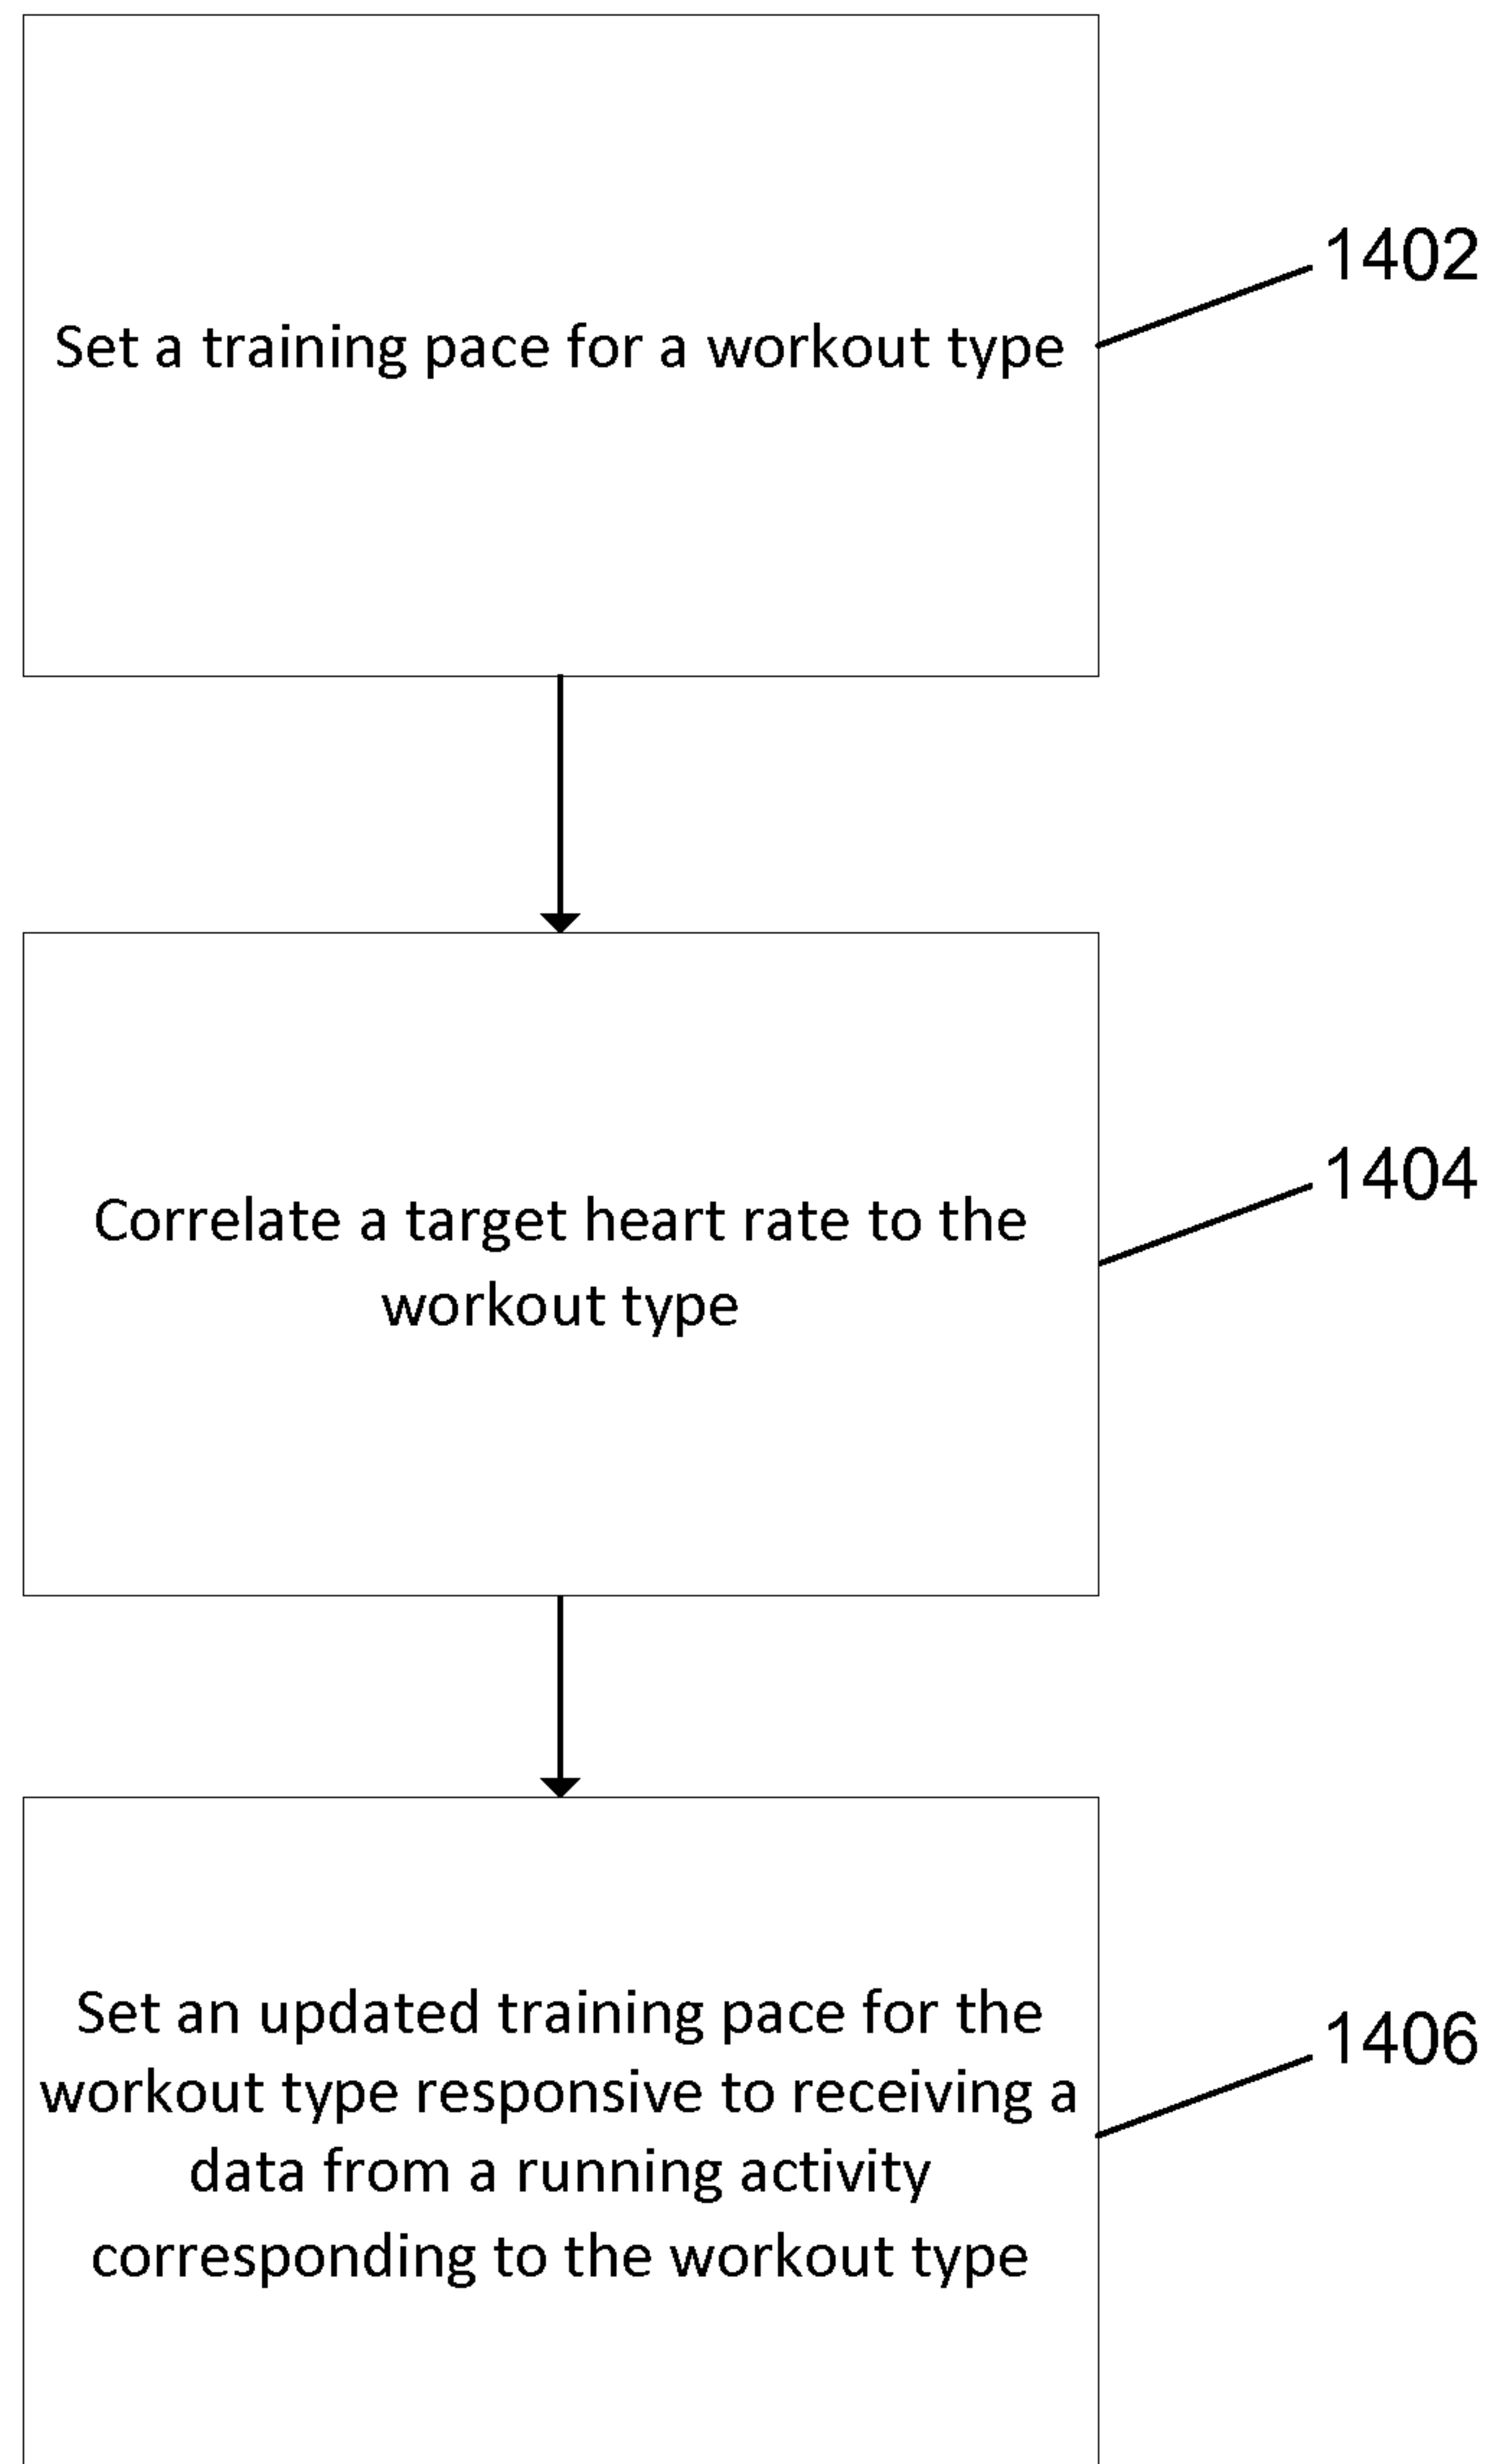 Set a training pace for a workout type
1402
Correlate a target heart rate to the
workout type
1404
Set an updated training pace for the
workout type responsive to receiving a
data from a running activity
corresponding to the workout type
1406